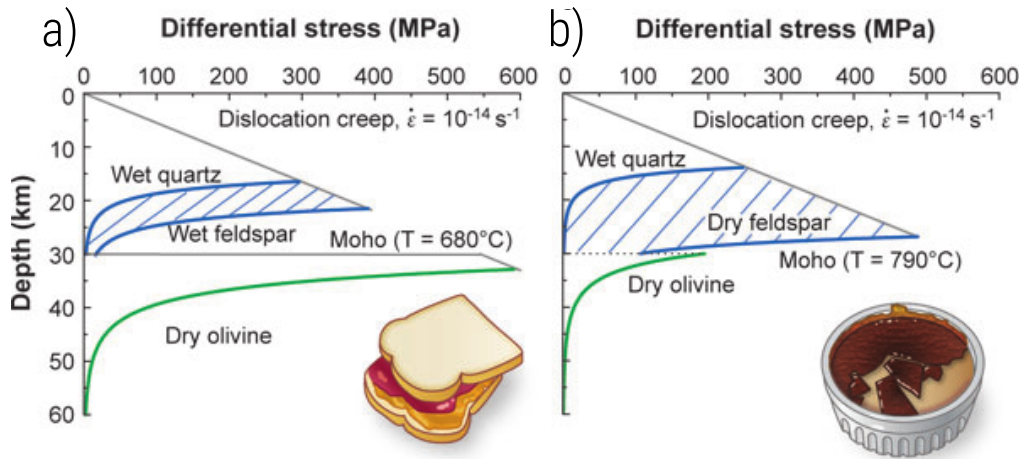 a)
Differential stress (MPa)
0 100 200 300 400 500 600
Depth (km)
0
10
20
30
40
50
60
Dislocation creep, ε̇ = 10⁻¹⁴ s⁻¹
Wet quartz
Wet feldspar
Moho (T = 680°C)
Dry olivine
b)
Differential stress (MPa)
0 100 200 300 400 500 600
Dislocation creep, ε̇ = 10⁻¹⁴ s⁻¹
Wet quartz
Dry feldspar
Moho (T = 790°C)
Dry olivine